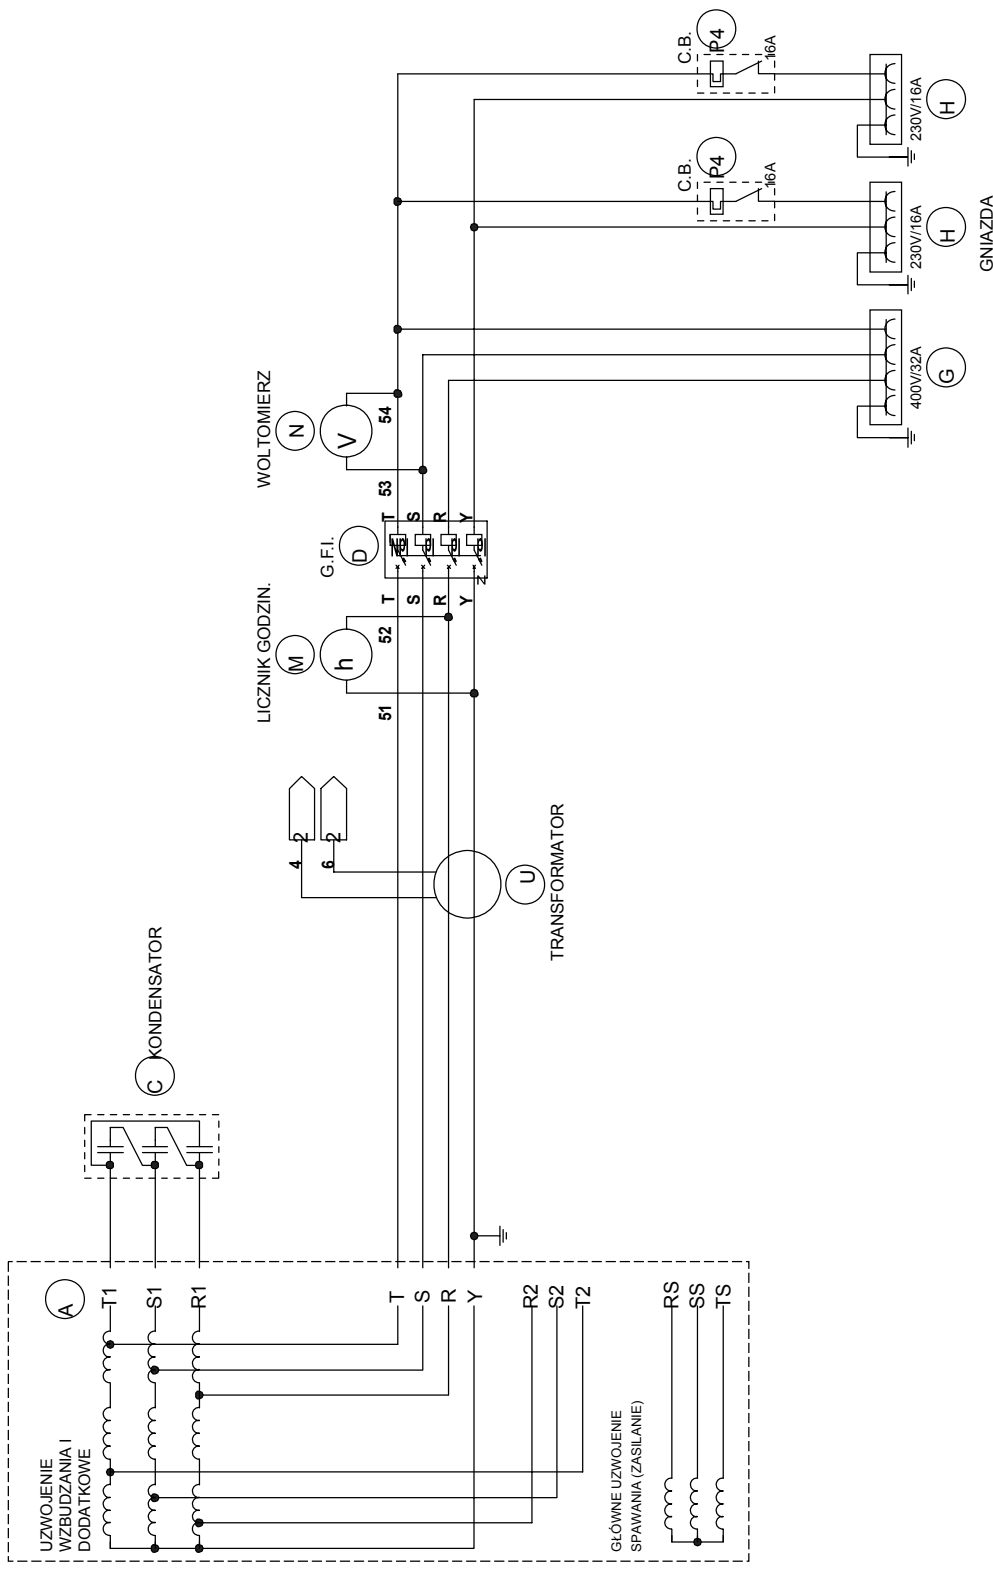 UZWOJENIE
WZBUDZANIA I
DODATKOWE
A
T1
S1
R1
T
S
R
Y
R2
S2
T2
GŁÓWNE UZWOJENIE
SPAWANIA (ZASILANIE)
RS
SS
TS
C
KONDENSATOR
4
2
6
2
U
TRANSFORMATOR
LICZNIK GODZIN.
M
h
51
52
T
S
R
Y
G.F.I.
D
N
T
S
R
Y
WOLTOMIERZ
N
V
53
54
400V/32A
G
C.B.
P4
16A
230V/16A
H
C.B.
P4
16A
230V/16A
H
GNIAZDA